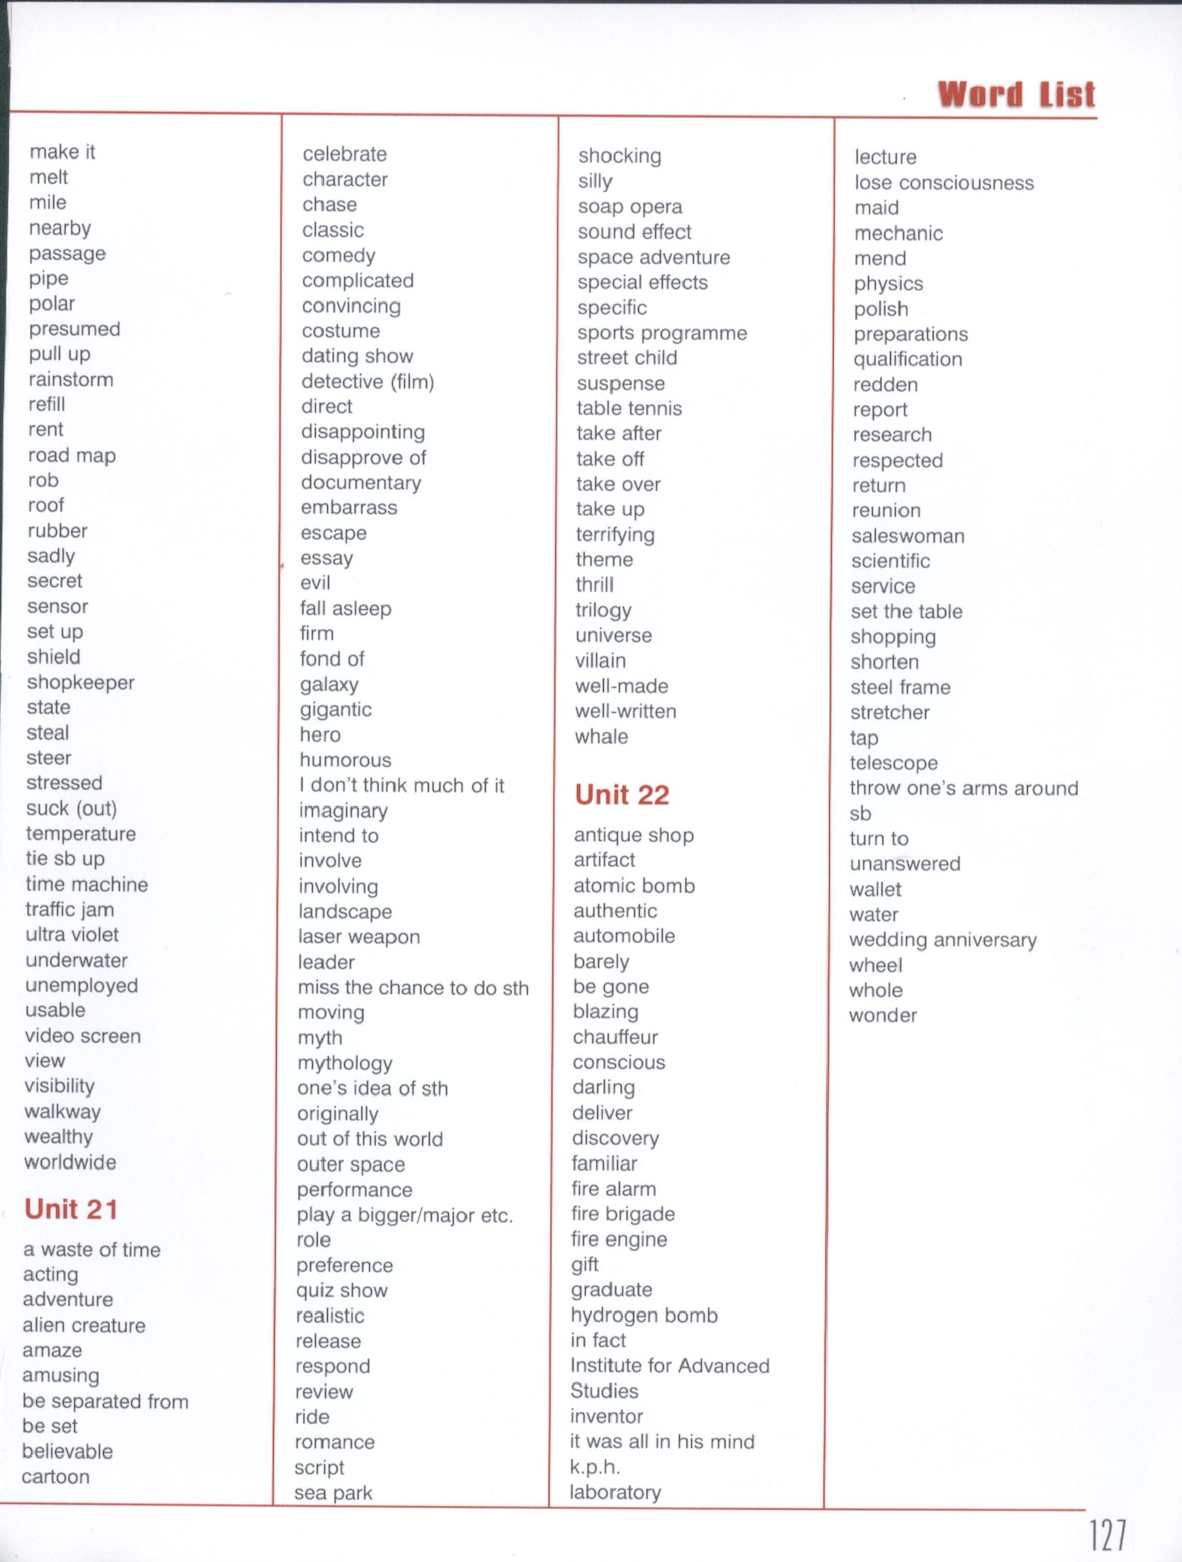 Word List
make it
melt
mile
nearby
passage
pipe
polar
presumed
pull up
rainstorm
refill
rent
road map
rob
roof
rubber
sadly
secret
sensor
set up
shield
shopkeeper
state
steal
steer
stressed
suck (out)
temperature
tie sb up
time machine
traffic jam
ultra violet
underwater
unemployed
usable
video screen
view
visibility
walkway
wealthy
worldwide
Unit 21
a waste of time
acting
adventure
alien creature
amaze
amusing
be separated from
be set
believable
cartoon
celebrate
character
chase
classic
comedy
complicated
convincing
costume
dating show
detective (film)
direct
disappointing
disapprove of
documentary
embarrass
escape
essay
evil
fall asleep
firm
fond of
galaxy
gigantic
hero
humorous
I don't think much of it
imaginary
intend to
involve
involving
landscape
laser weapon
leader
miss the chance to do sth
moving
myth
mythology
one's idea of sth
originally
out of this world
outer space
performance
play a bigger/major etc.
role
preference
quiz show
realistic
release
respond
review
ride
romance
script
sea park
shocking
silly
soap opera
sound effect
space adventure
special effects
specific
sports programme
street child
suspense
table tennis
take after
take off
take over
take up
terrifying
theme
thrill
trilogy
universe
villain
well-made
well-written
whale
Unit 22
antique shop
artifact
atomic bomb
authentic
automobile
barely
be gone
blazing
chauffeur
conscious
darling
deliver
discovery
familiar
fire alarm
fire brigade
fire engine
gift
graduate
hydrogen bomb
in fact
Institute for Advanced
Studies
inventor
it was all in his mind
k.p.h.
laboratory
lecture
lose consciousness
maid
mechanic
mend
physics
polish
preparations
qualification
redden
report
research
respected
return
reunion
saleswoman
scientific
service
set the table
shopping
shorten
steel frame
stretcher
tap
telescope
throw one's arms around
sb
turn to
unanswered
wallet
water
wedding anniversary
wheel
whole
wonder
127